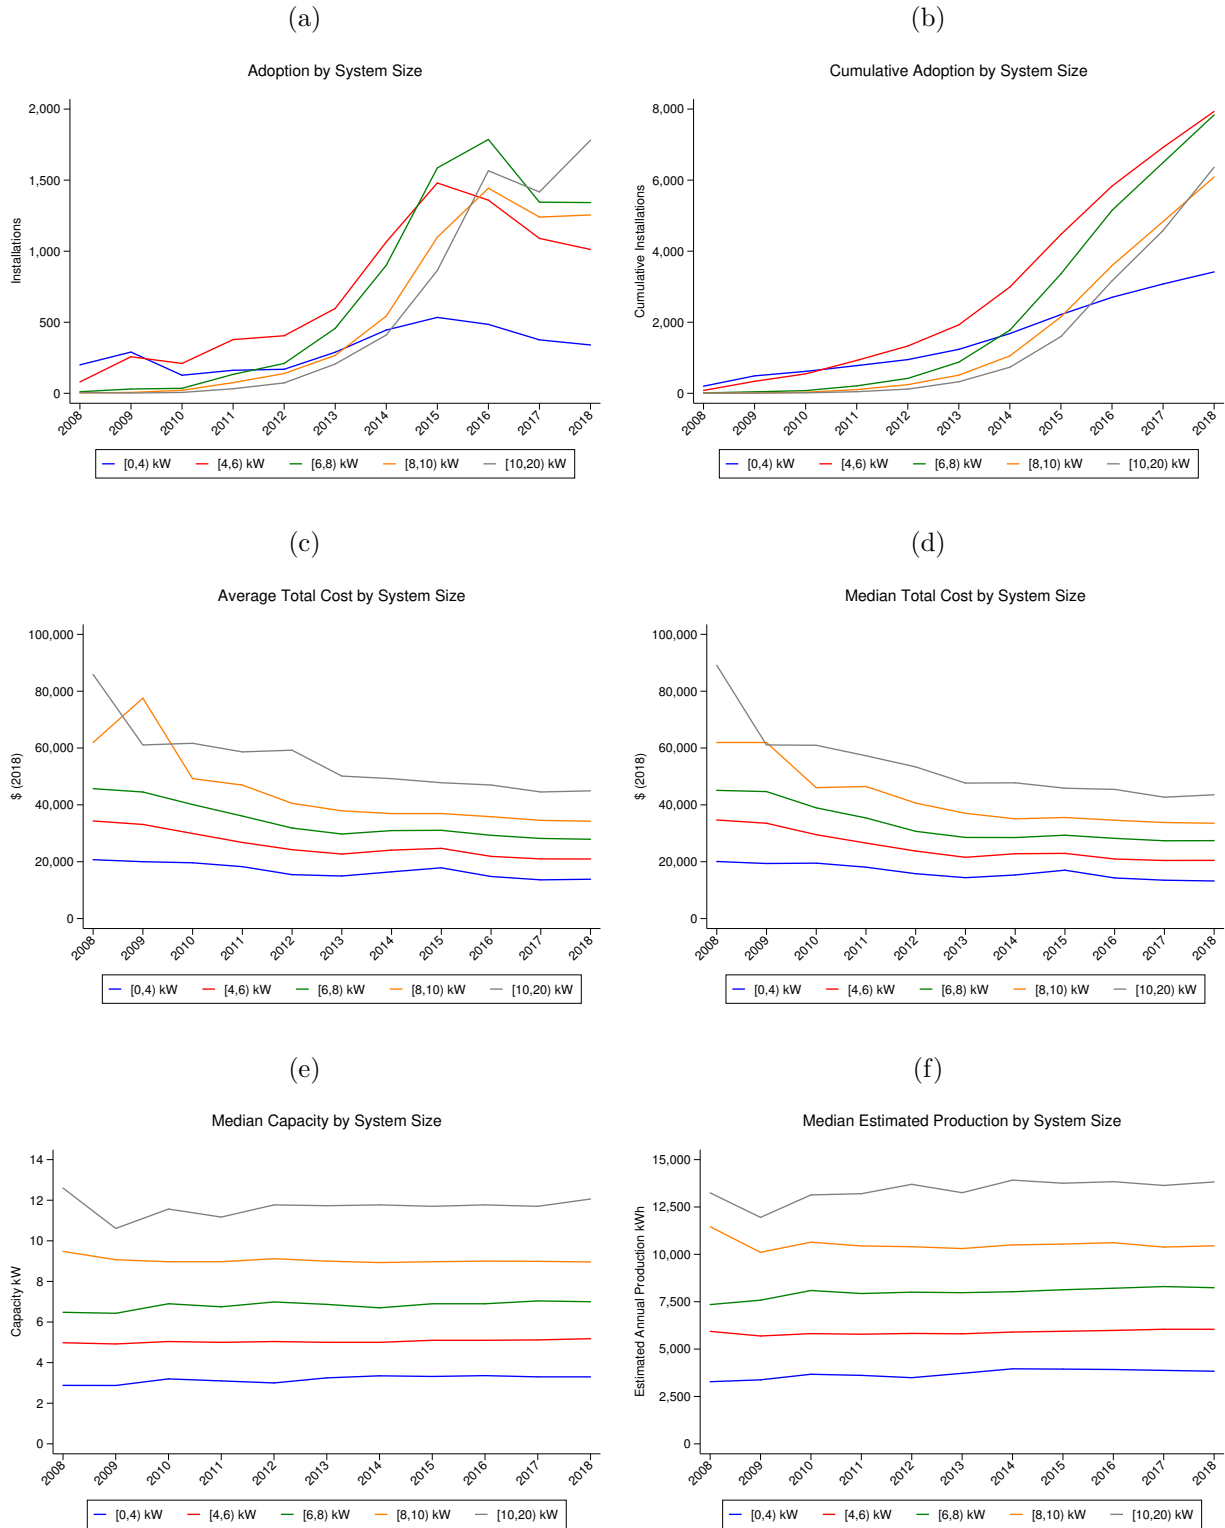 (a)
Adoption by System Size
Installations
2,000
1,500
1,000
500
0
2008 2009 2010 2011 2012 2013 2014 2015 2016 2017 2018
[0,4) kW [4,6) kW [6,8) kW [8,10) kW [10,20) kW
(b)
Cumulative Adoption by System Size
Cumulative Installations
8,000
6,000
4,000
2,000
0
2008 2009 2010 2011 2012 2013 2014 2015 2016 2017 2018
[0,4) kW [4,6) kW [6,8) kW [8,10) kW [10,20) kW
(c)
Average Total Cost by System Size
$ (2018)
100,000
80,000
60,000
40,000
20,000
0
2008 2009 2010 2011 2012 2013 2014 2015 2016 2017 2018
[0,4) kW [4,6) kW [6,8) kW [8,10) kW [10,20) kW
(d)
Median Total Cost by System Size
$ (2018)
100,000
80,000
60,000
40,000
20,000
0
2008 2009 2010 2011 2012 2013 2014 2015 2016 2017 2018
[0,4) kW [4,6) kW [6,8) kW [8,10) kW [10,20) kW
(e)
Median Capacity by System Size
Capacity kW
14
12
10
8
6
4
2
0
2008 2009 2010 2011 2012 2013 2014 2015 2016 2017 2018
[0,4) kW [4,6) kW [6,8) kW [8,10) kW [10,20) kW
(f)
Median Estimated Production by System Size
Estimated Annual Production kWh
15,000
12,500
10,000
7,500
5,000
2,500
0
2008 2009 2010 2011 2012 2013 2014 2015 2016 2017 2018
[0,4) kW [4,6) kW [6,8) kW [8,10) kW [10,20) kW